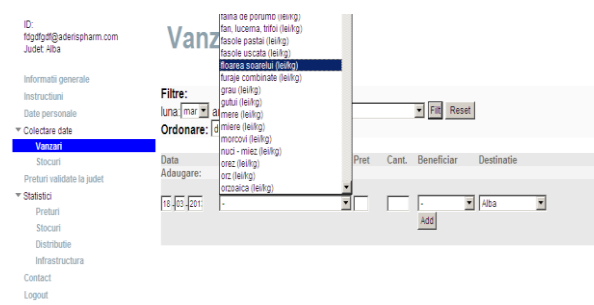 ID:
fdgdfgdf@aderispharm.com
Judet: Alba
Informatii generale
Instructiuni
Date personale
Colectare date
Vanzari
Stocuri
Preturi validate la judet
Statistici
Preturi
Stocuri
Distributie
Infrastructura
Contact
Logout
Vanz
faina de porumb (lei/kg)
fan, lucerna, trifoi (lei/kg)
fasole pastai (lei/kg)
fasole uscata (lei/kg)
floarea soarelui (lei/kg)
furaje combinate (lei/kg)
grau (lei/kg)
gutui (lei/kg)
mere (lei/kg)
miere (lei/kg)
morcovi (lei/kg)
nuci - miez (lei/kg)
orez (lei/kg)
orz (lei/kg)
orzoaica (lei/kg)
Filtre:
luna: mar Filt Reset
Ordonare:
Data Pret Cant. Beneficiar Destinatie
Adaugare:
18 - 03 - 201 - - Alba
Add